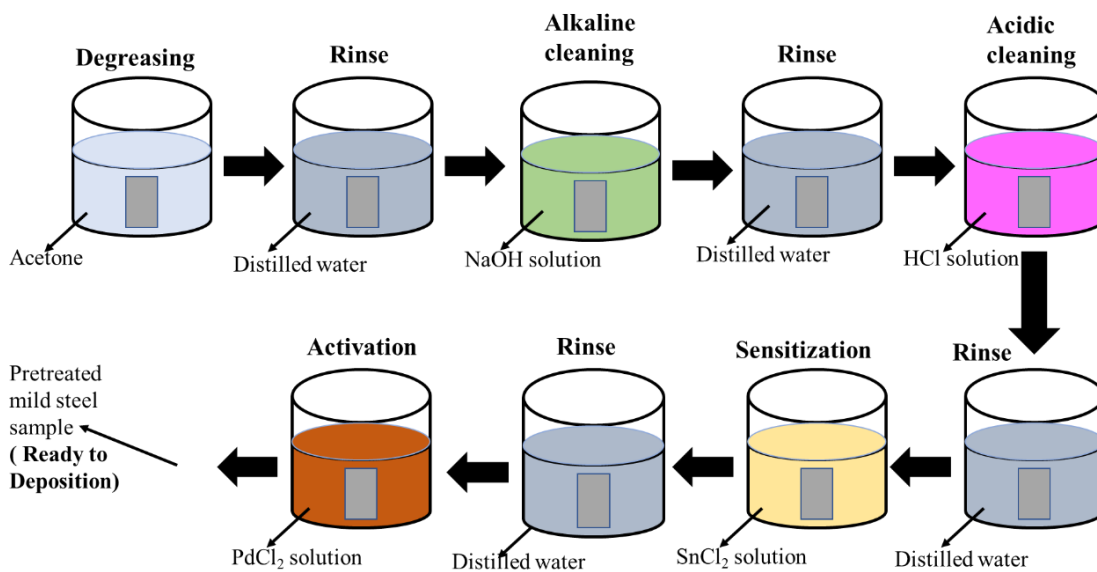 Degreasing
Rinse
Alkaline
cleaning
Rinse
Acidic
cleaning
Acetone
Distilled water
NaOH solution
Distilled water
HCl solution
Activation
Rinse
Sensitization
Rinse
Pretreated
mild steel
sample
( Ready to
Deposition)
PdCl₂ solution
Distilled water
SnCl₂ solution
Distilled water